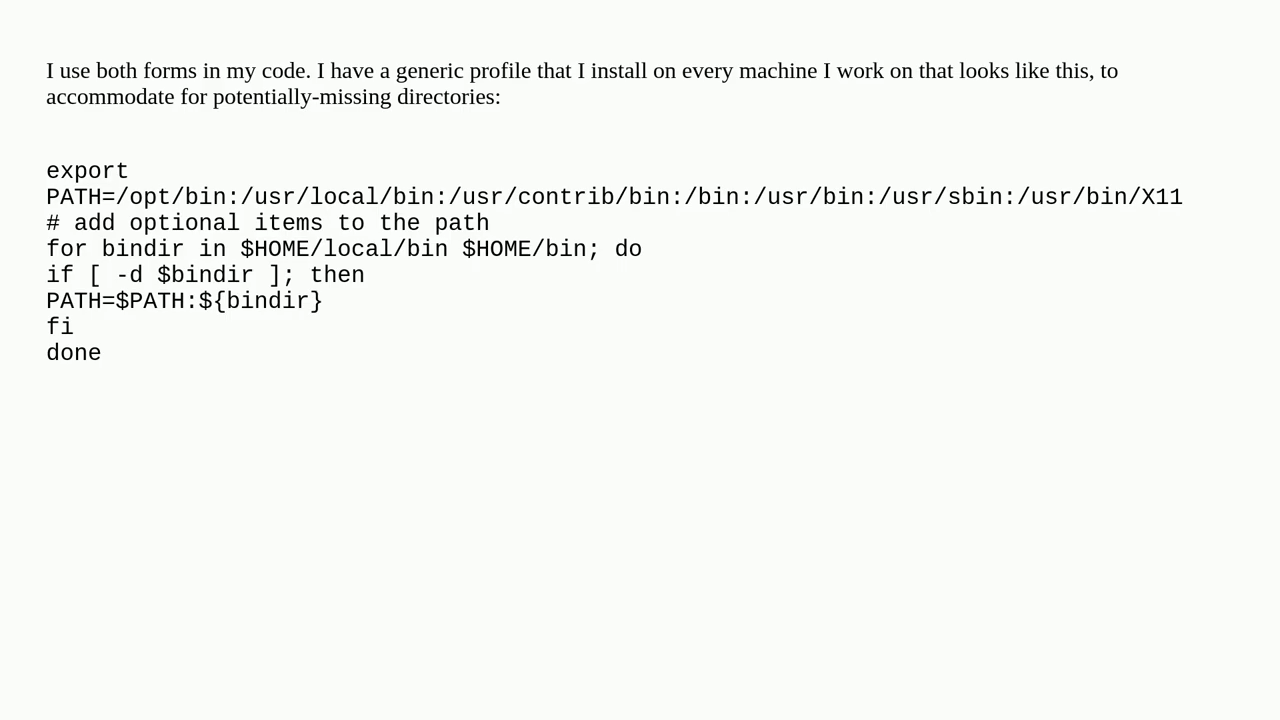 I use both forms in my code. I have a generic profile that I install on every machine I work on that looks like this, to
accommodate for potentially-missing directories:
export
PATH=/opt/bin:/usr/local/bin:/usr/contrib/bin:/bin:/usr/bin:/usr/sbin:/usr/bin/X11
# add optional items to the path
for bindir in $HOME/local/bin $HOME/bin; do
if [ -d $bindir ]; then
PATH=$PATH:${bindir}
fi
done